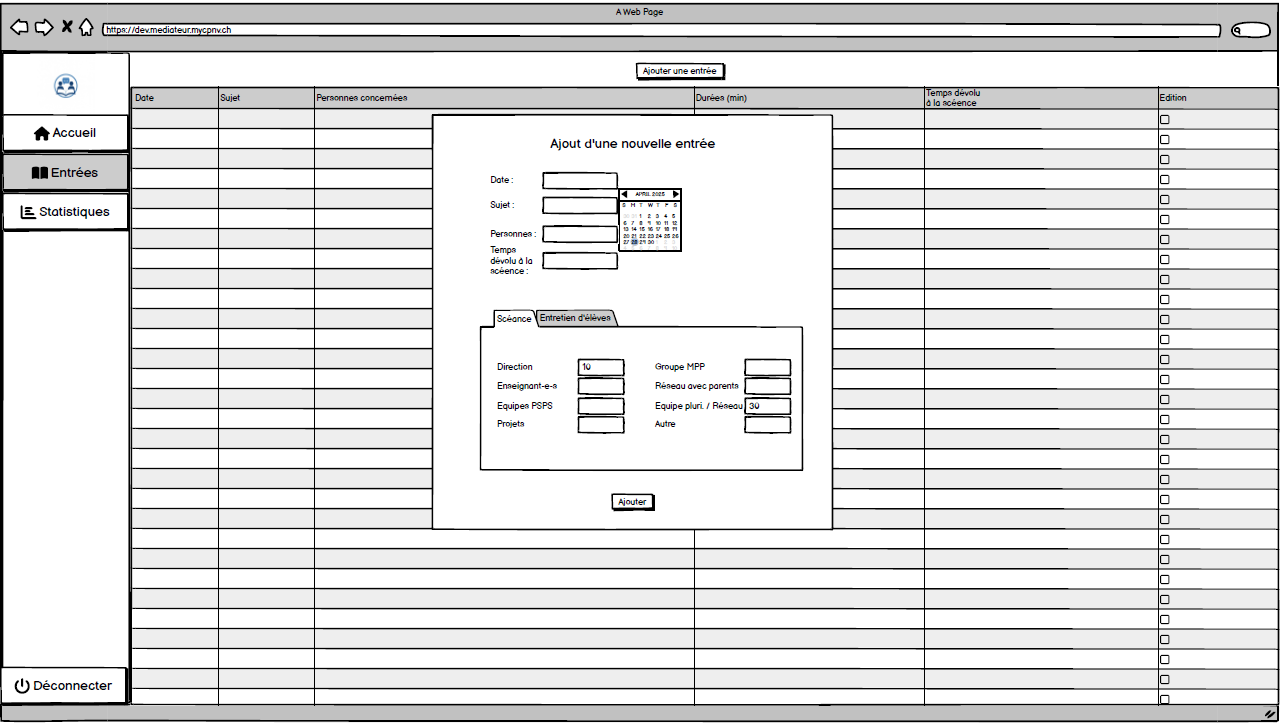 A Web Page
https://dev.mediateur.mycpnv.ch
Ajouter une entrée
Date
Sujet
Personnes concernées
Durées (min)
Temps dévolu
à la scéence
Edition
Accueil
Entrées
Statistiques
Déconnecter
Ajout d'une nouvelle entrée
Date :
Sujet :
Personnes :
Temps
dévolu à la
scéence :
APRIL 2025
S M T W T F S
30 31 1 2 3 4 5
6 7 8 9 10 11 12
13 14 15 16 17 18 19
20 21 22 23 24 25 26
27 28 29 30
Scéance
Entretien d'élèves
Direction 10
Groupe MPP
Enseignant-e-s
Réseau avec parents
Equipes PSPS
Equipe pluri. / Réseau 30
Projets
Autre
Ajouter